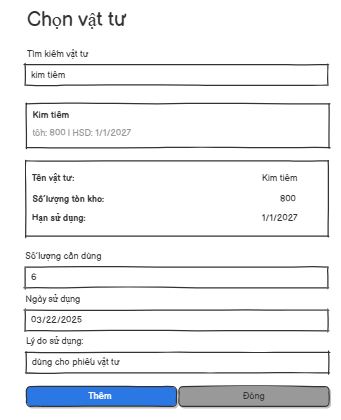 Chọn vật tư
Tìm kiếm vật tư
kim tiêm
Kim tiêm
tồn: 800 | HSD: 1/1/2027
Tên vật tư: Kim tiêm
Số lượng tồn kho: 800
Hạn sử dụng: 1/1/2027
Số lượng cần dùng
6
Ngày sử dụng
03/22/2025
Lý do sử dụng:
dùng cho phiếu vật tư
Thêm Đóng